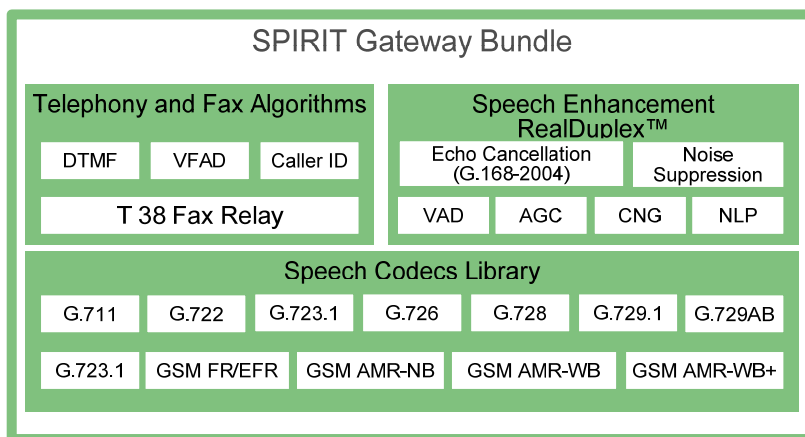 SPIRIT Gateway Bundle
Telephony and Fax Algorithms
DTMF
VFAD
Caller ID
T 38 Fax Relay
Speech Enhancement
RealDuplex™
Echo Cancellation
(G.168-2004)
Noise
Suppression
VAD
AGC
CNG
NLP
Speech Codecs Library
G.711
G.722
G.723.1
G.726
G.728
G.729.1
G.729AB
G.723.1
GSM FR/EFR
GSM AMR-NB
GSM AMR-WB
GSM AMR-WB+